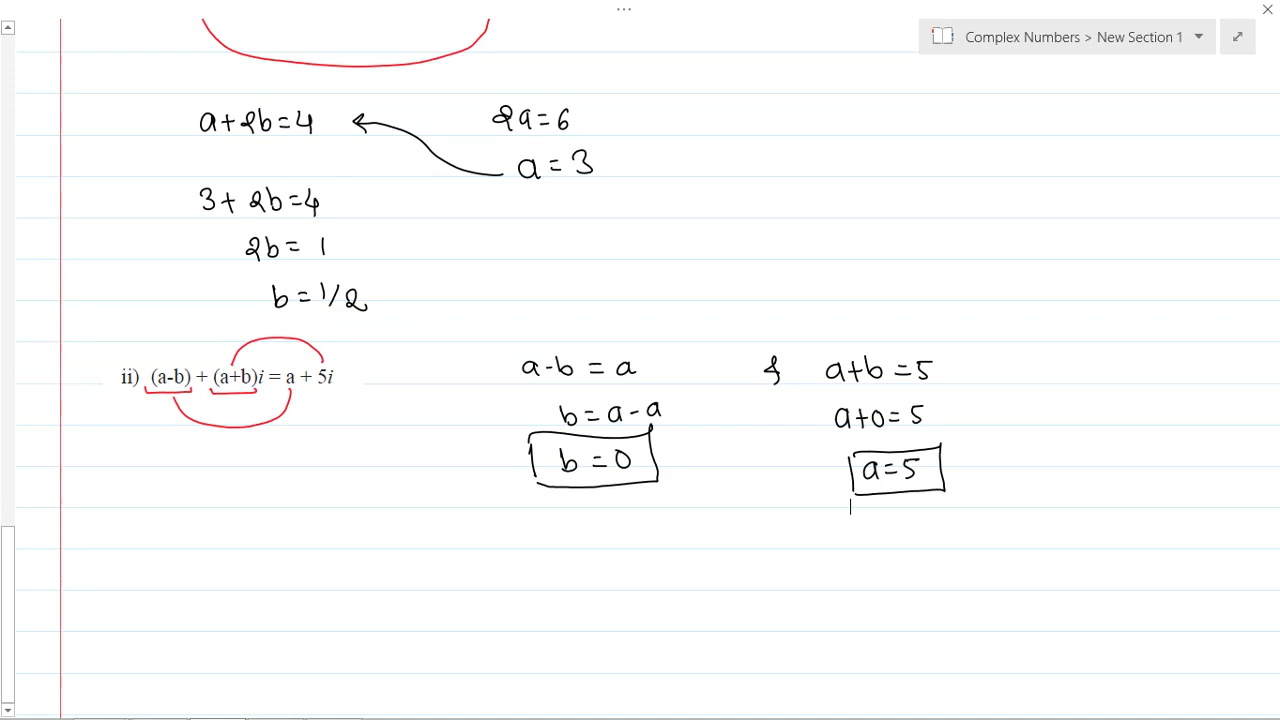 Complex Numbers > New Section 1
a+2b=4
2a=6
a=3
3+ 2b=4
2b= 1
b=1/2
ii) (a-b) + (a+b)i = a + 5i
a-b = a & a+b=5
b=a-a a+0=5
b=0 a=5